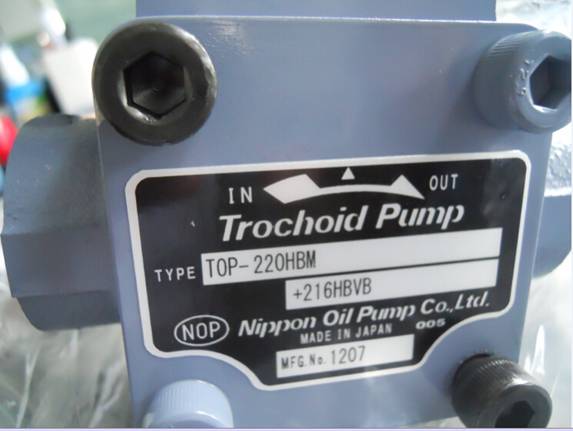 IN OUT
Trochoid Pump
TYPE TOP-220HBM
+216HBVB
NOP Nippon Oil Pump Co.,Ltd.
MADE IN JAPAN 005
MFG.No. 1207